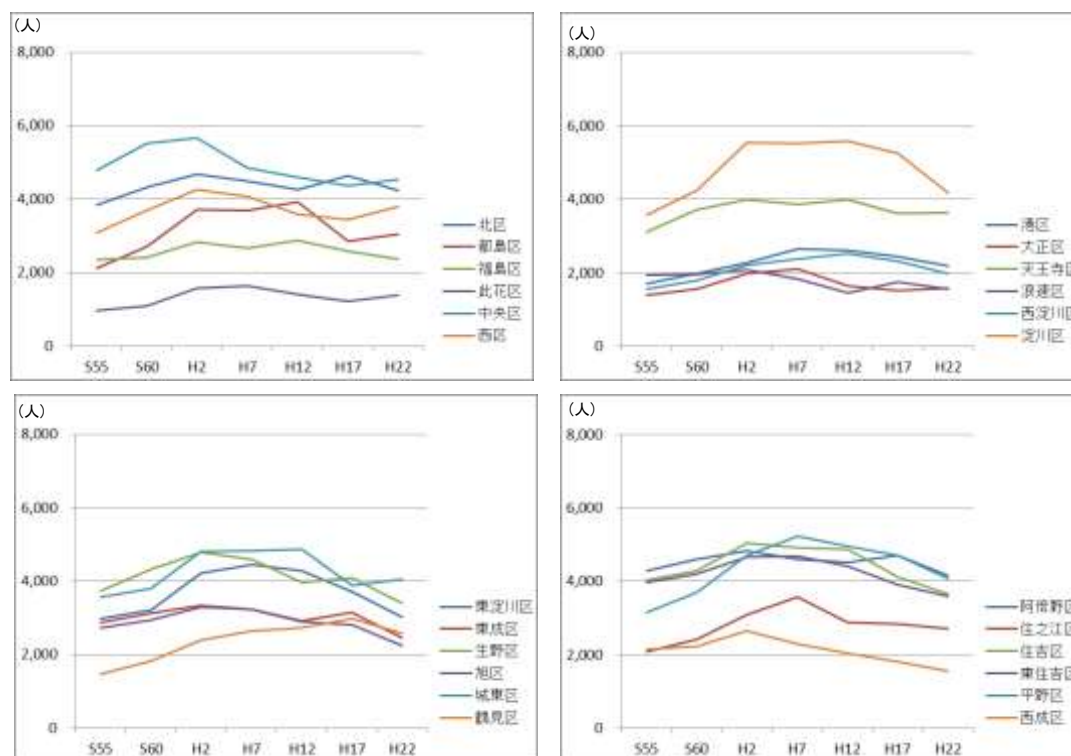 (人)
8,000
6,000
4,000
2,000
0
S55 S60 H2 H7 H12 H17 H22
北区
都島区
福島区
此花区
中央区
西区
(人)
8,000
6,000
4,000
2,000
0
S55 S60 H2 H7 H12 H17 H22
港区
大正区
天王寺区
浪速区
西淀川区
淀川区
(人)
8,000
6,000
4,000
2,000
0
S55 S60 H2 H7 H12 H17 H22
東淀川区
東成区
生野区
旭区
城東区
鶴見区
(人)
8,000
6,000
4,000
2,000
0
S55 S60 H2 H7 H12 H17 H22
阿倍野区
住之江区
住吉区
東住吉区
平野区
西成区